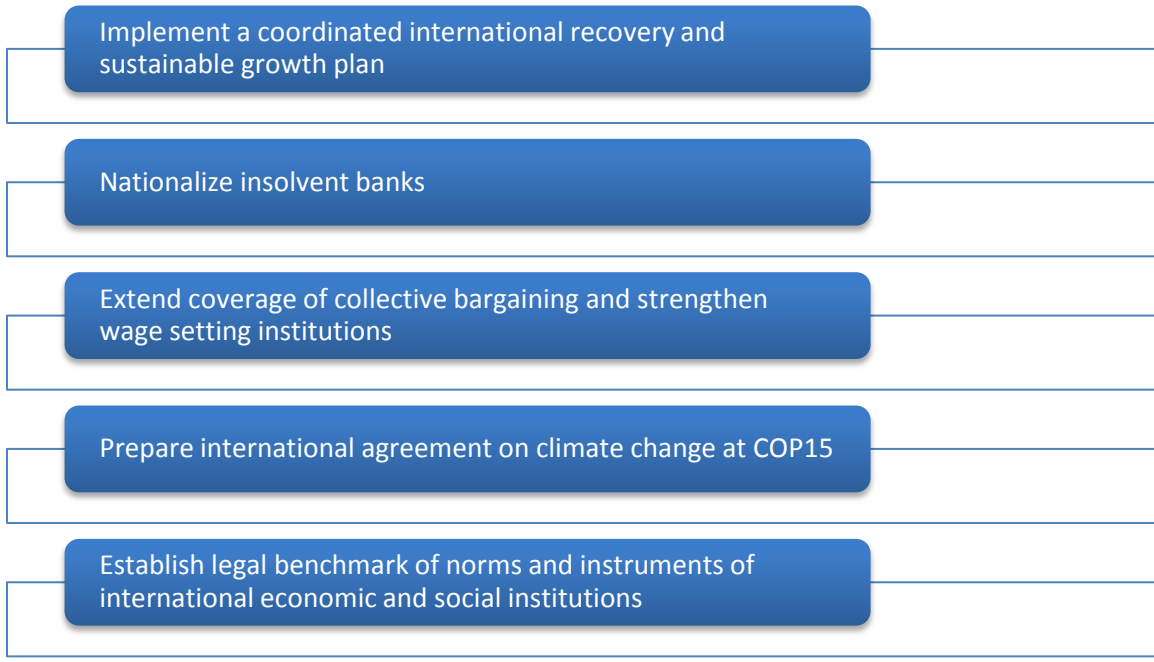 Implement a coordinated international recovery and
sustainable growth plan
Nationalize insolvent banks
Extend coverage of collective bargaining and strengthen
wage setting institutions
Prepare international agreement on climate change at COP15
Establish legal benchmark of norms and instruments of
international economic and social institutions